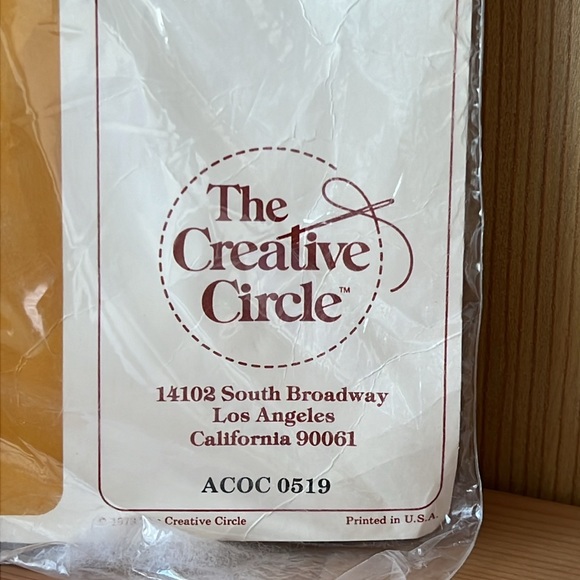 The
Creative
Circle™
14102 South Broadway
Los Angeles
California 90061
ACOC 0519
© Creative Circle
Printed in U.S.A.